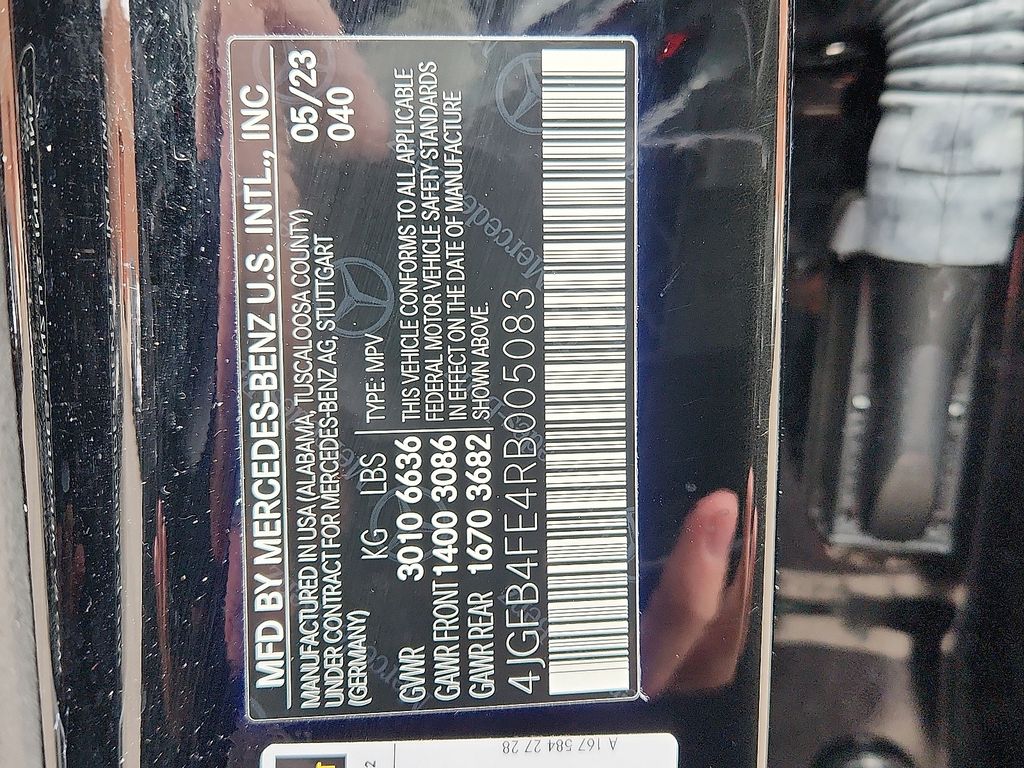 MFD BY MERCEDES-BENZ U.S. INTL., INC
MANUFACTURED IN USA (ALABAMA, TUSCALOOSA COUNTY)
UNDER CONTRACT FOR MERCEDES-BENZ AG, STUTTGART
(GERMANY)
05/23
040
KG LBS TYPE: MPV
GWR 3010 6636
GAWR FRONT 1400 3086
GAWR REAR 1670 3682
THIS VEHICLE CONFORMS TO ALL APPLICABLE
FEDERAL MOTOR VEHICLE SAFETY STANDARDS
IN EFFECT ON THE DATE OF MANUFACTURE
SHOWN ABOVE.
4JGFB4FE4RB005083
A 167 584 27 28